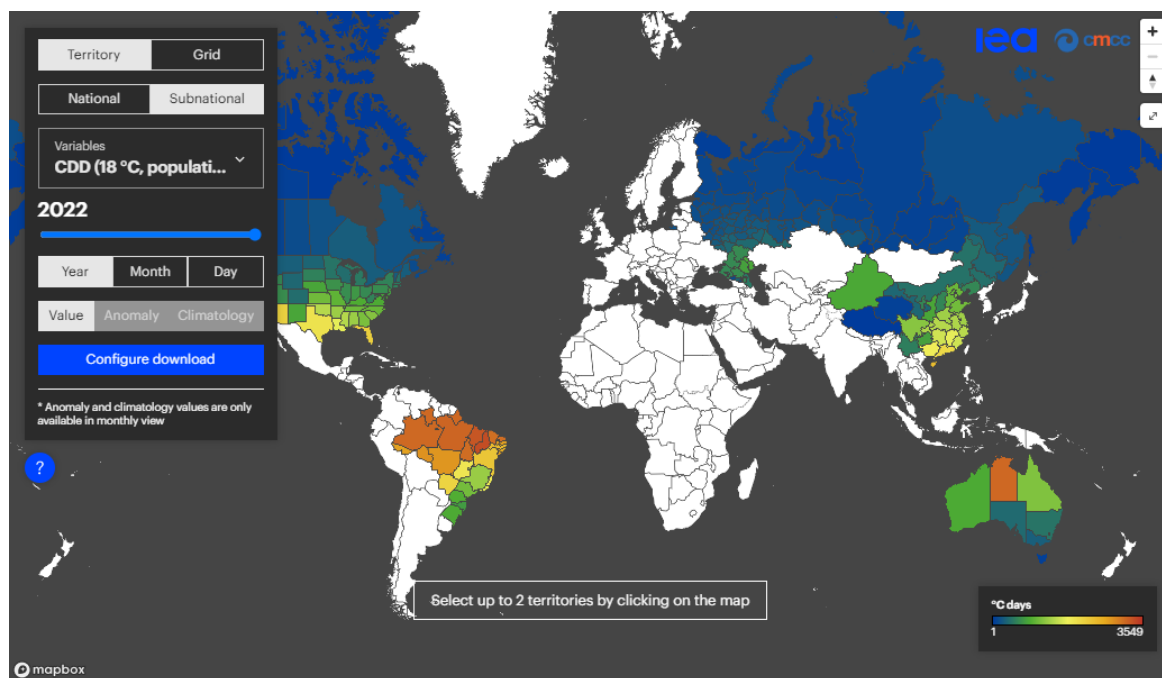 Territory
Grid
National
Subnational
Variables
CDD (18 °C, populati...
2022
Year
Month
Day
Value
Anomaly
Climatology
Configure download
* Anomaly and climatology values are only
available in monthly view
?
iea
cmcc
+
−
Select up to 2 territories by clicking on the map
°C days
1
3549
mapbox